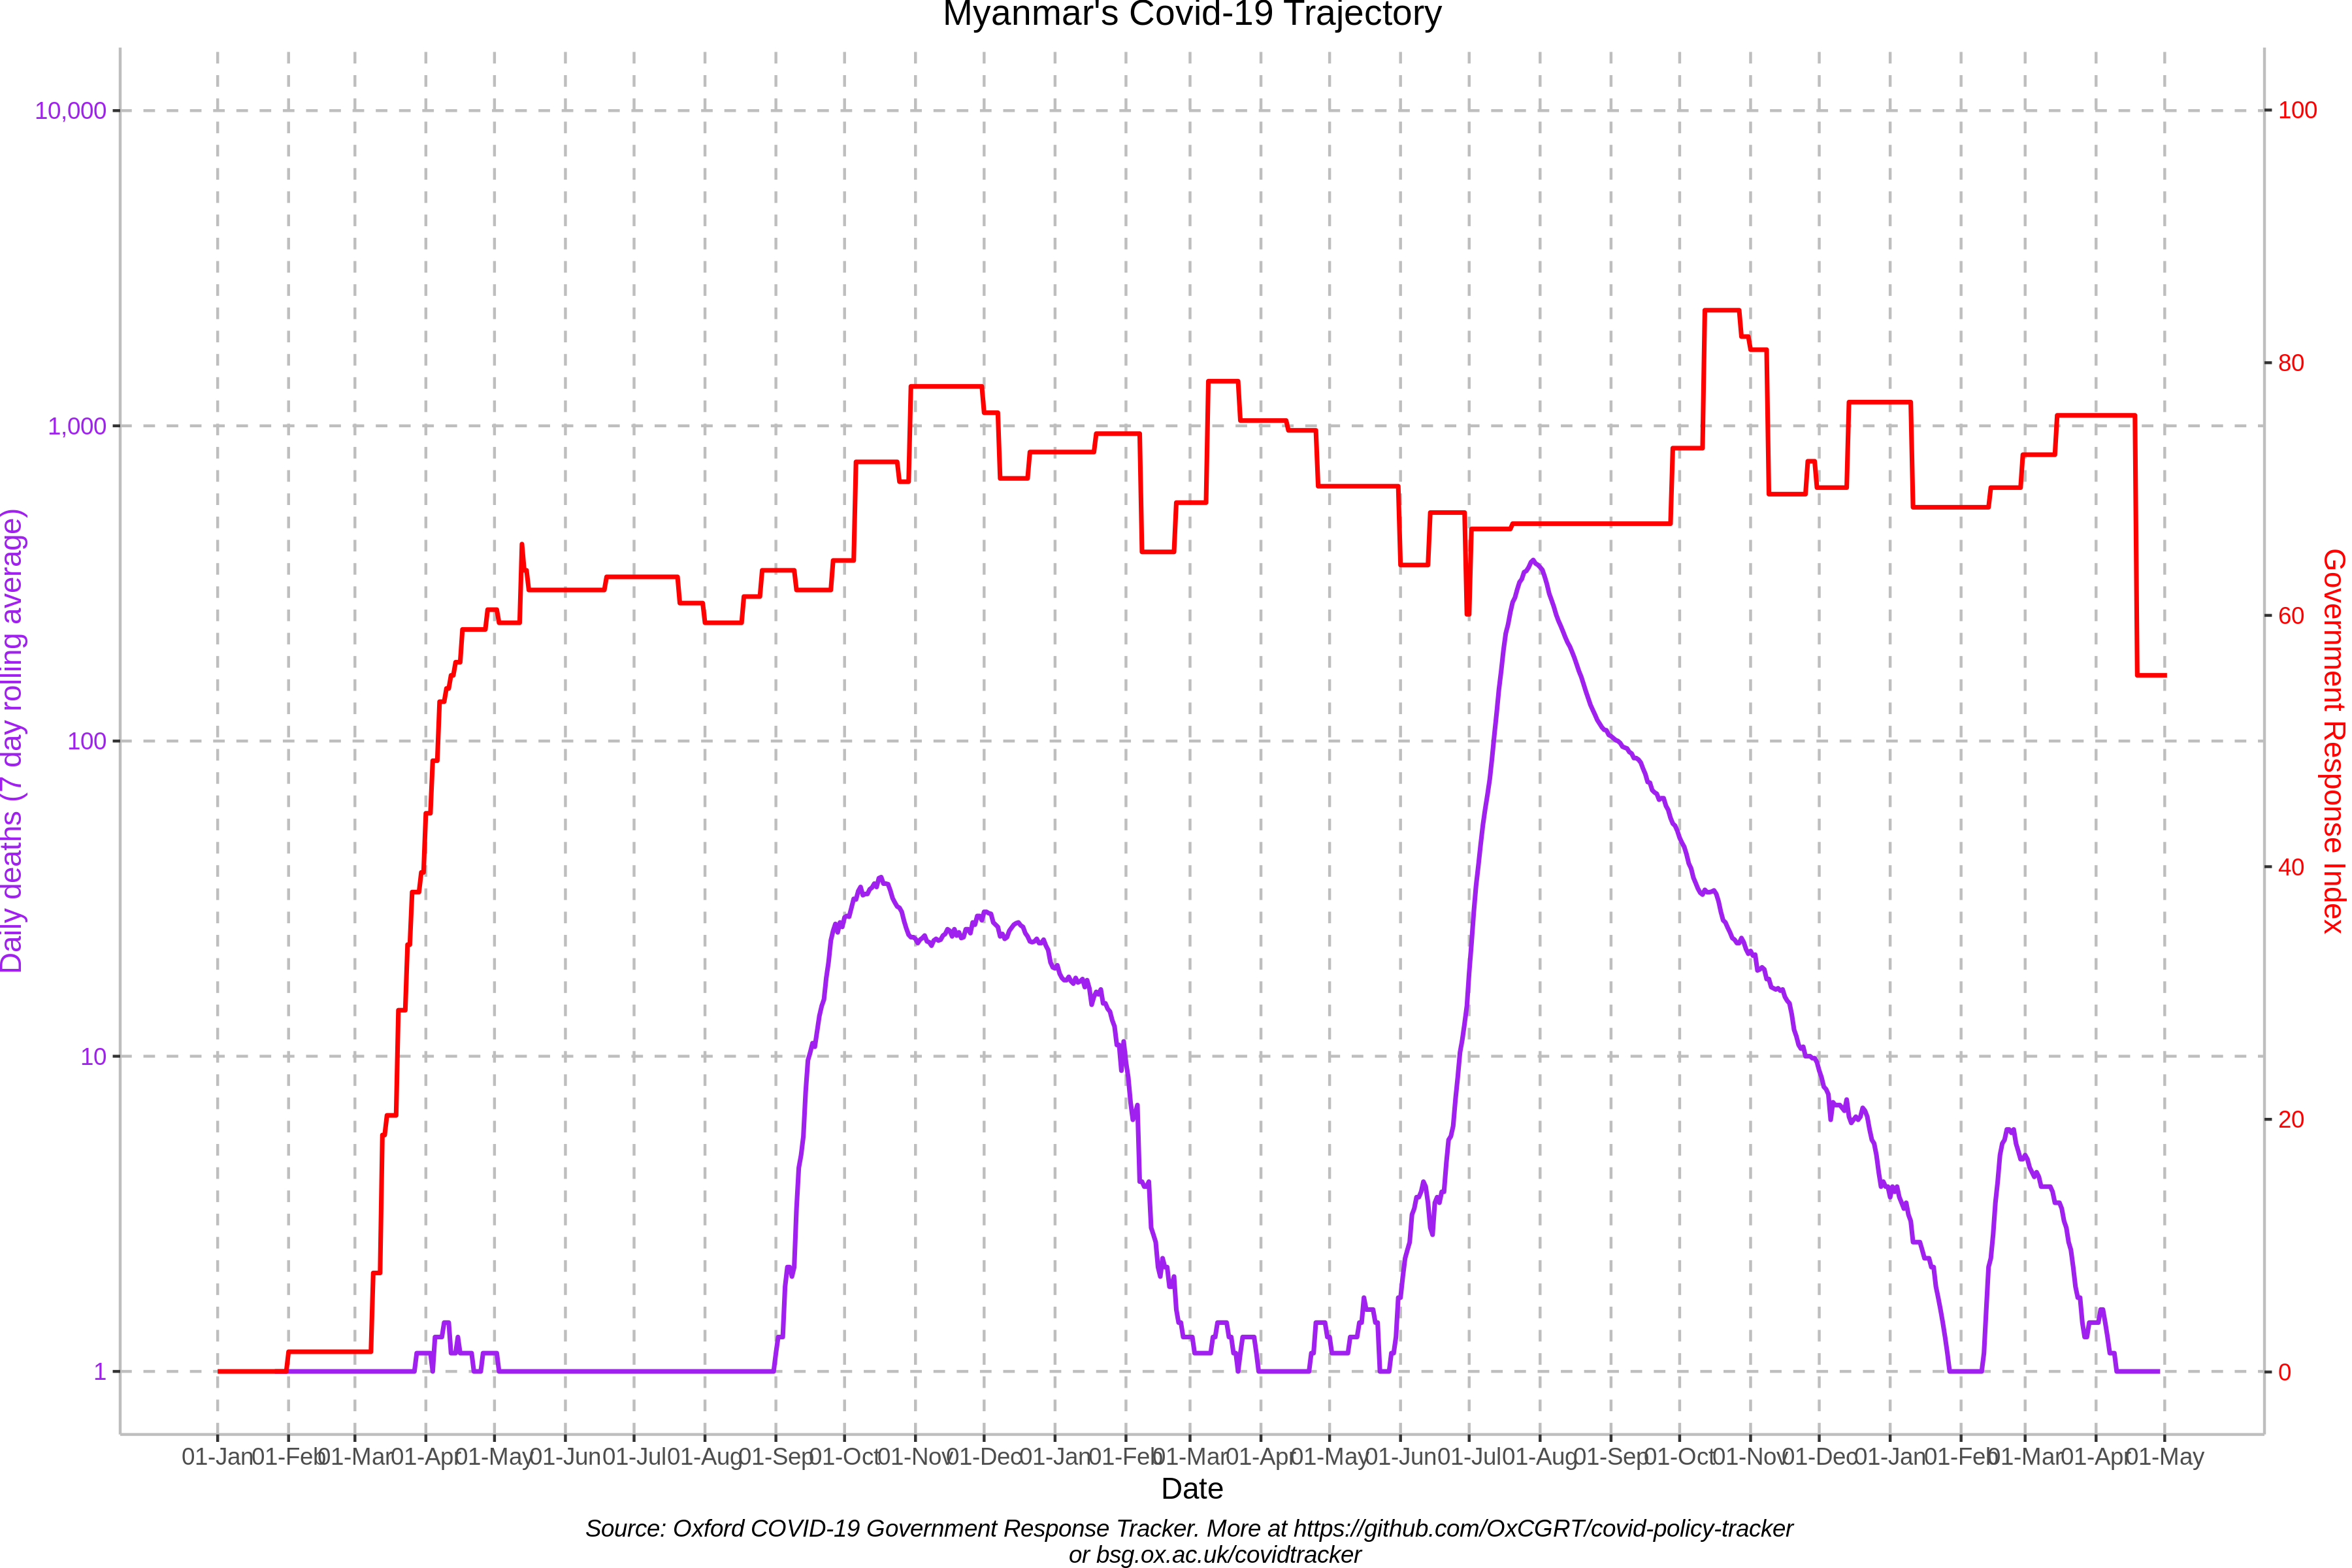 Myanmar's Covid-19 Trajectory
Daily deaths (7 day rolling average)
10,000
1,000
100
10
1
100
80
60
40
20
0
Government Response Index
01-Jan 01-Feb 01-Mar 01-Apr 01-May 01-Jun 01-Jul 01-Aug 01-Sep 01-Oct 01-Nov 01-Dec 01-Jan 01-Feb 01-Mar 01-Apr 01-May 01-Jun 01-Jul 01-Aug 01-Sep 01-Oct 01-Nov 01-Dec 01-Jan 01-Feb 01-Mar 01-Apr 01-May
Date
Source: Oxford COVID-19 Government Response Tracker. More at https://github.com/OxCGRT/covid-policy-tracker
or bsg.ox.ac.uk/covidtracker